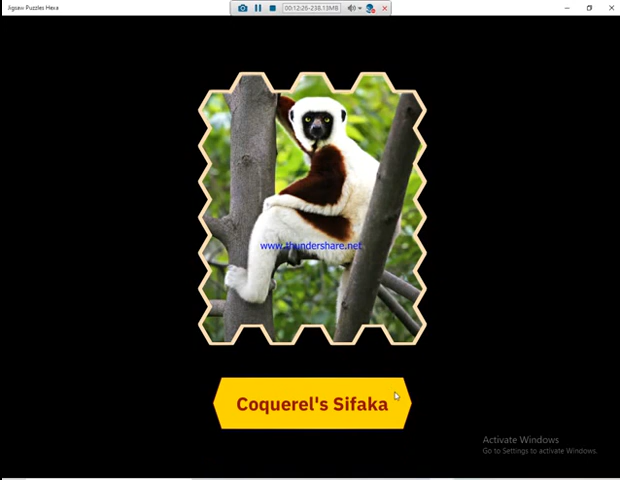 Jigsaw Puzzles Hexa
00:12:26-238.13MB
www.thundershare.net
Coquerel's Sifaka
Activate Windows
Go to Settings to activate Windows.